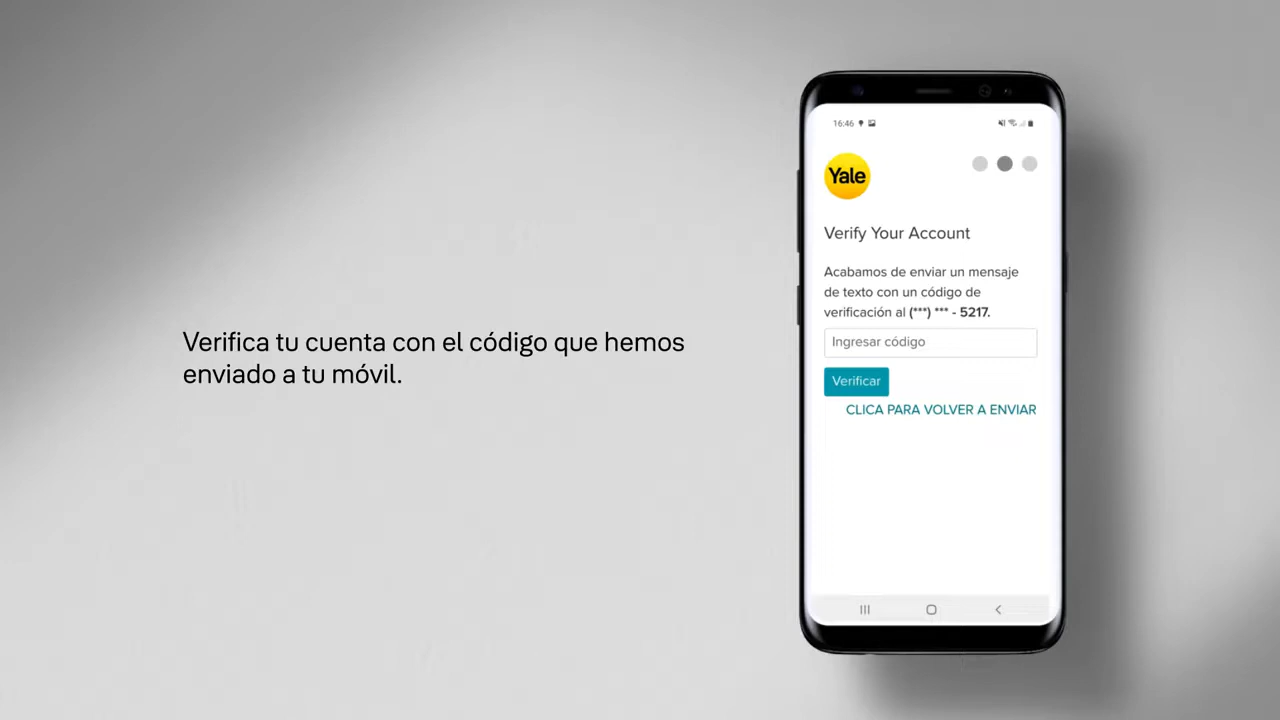 Verifica tu cuenta con el código que hemos
enviado a tu móvil.
16:46
Yale
Verify Your Account
Acabamos de enviar un mensaje
de texto con un código de
verificación al (***) *** - 5217.
Ingresar código
Verificar
CLICA PARA VOLVER A ENVIAR